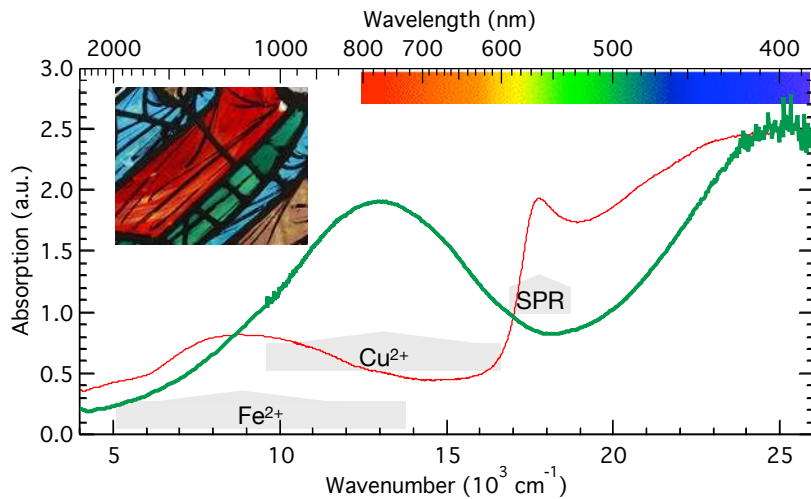 Wavelength (nm)
2000 1000 800 700 600 500 400
3.0
2.5
2.0
1.5
1.0
0.5
0.0
Absorption (a.u.)
SPR
Cu²⁺
Fe²⁺
5 10 15 20 25
Wavenumber (10³ cm⁻¹)